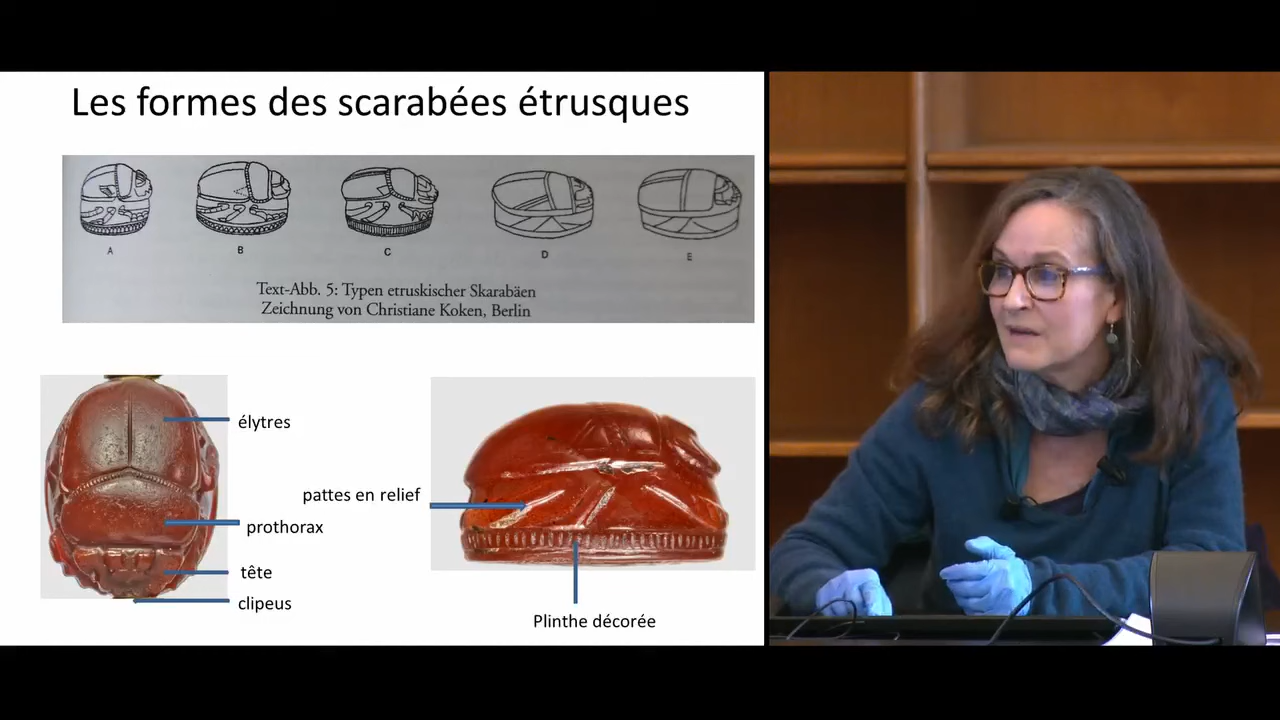 Les formes des scarabées étrusques
A
B
C
D
E
Text-Abb. 5: Typen etruskischer Skarabäen
Zeichnung von Christiane Koken, Berlin
élytres
pattes en relief
prothorax
tête
clipeus
Plinthe décorée